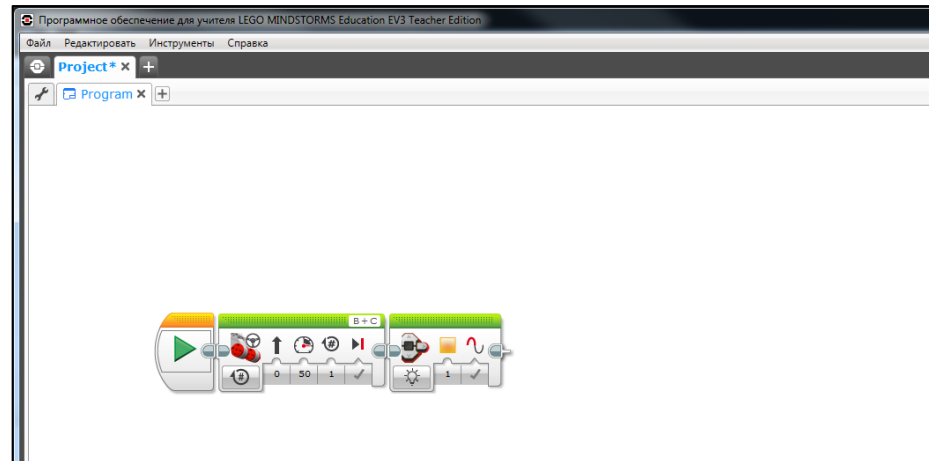 Программное обеспечение для учителя LEGO MINDSTORMS Education EV3 Teacher Edition
Файл Редактировать Инструменты Справка
Project* × +
Program × +
B + C
# #
0 50 1 1